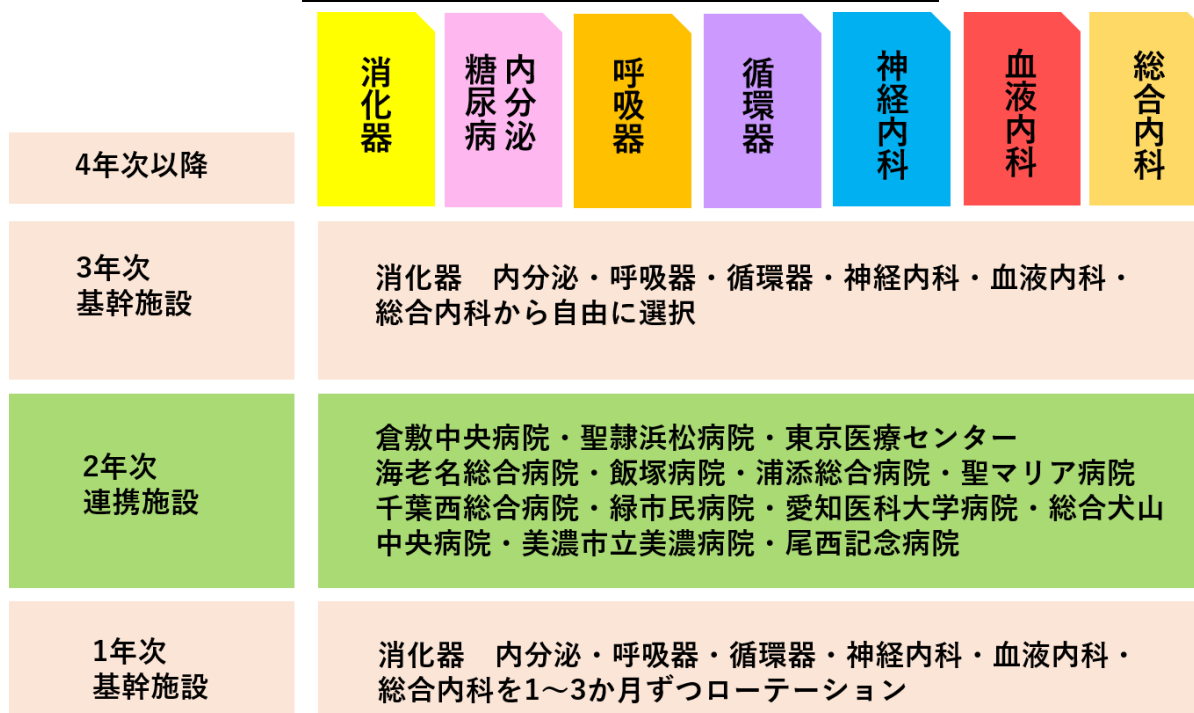 消化器
内分泌
糖尿病
呼吸器
循環器
神経内科
血液内科
総合内科
4年次以降
3年次
基幹施設
消化器　内分泌・呼吸器・循環器・神経内科・血液内科・
総合内科から自由に選択
2年次
連携施設
倉敷中央病院・聖隷浜松病院・東京医療センター
海老名総合病院・飯塚病院・浦添総合病院・聖マリア病院
千葉西総合病院・緑市民病院・愛知医科大学病院・総合犬山
中央病院・美濃市立美濃病院・尾西記念病院
1年次
基幹施設
消化器　内分泌・呼吸器・循環器・神経内科・血液内科・
総合内科を1～3か月ずつローテーション